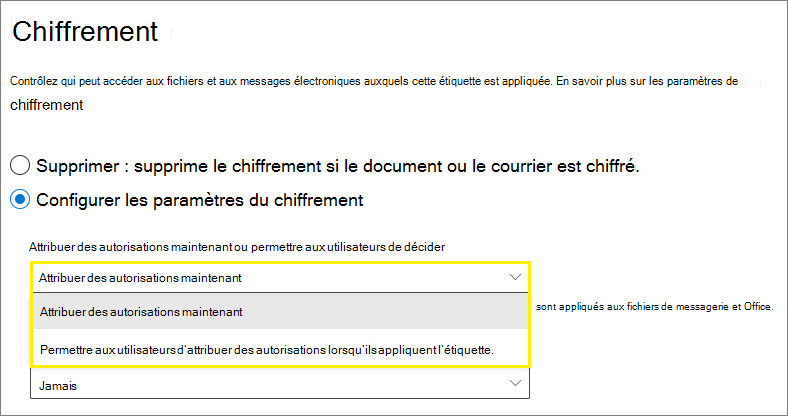 Chiffrement
Contrôlez qui peut accéder aux fichiers et aux messages électroniques auxquels cette étiquette est appliquée. En savoir plus sur les paramètres de
chiffrement
Supprimer : supprime le chiffrement si le document ou le courrier est chiffré.
Configurer les paramètres du chiffrement
Attribuer des autorisations maintenant ou permettre aux utilisateurs de décider
Attribuer des autorisations maintenant
Attribuer des autorisations maintenant
sont appliqués aux fichiers de messagerie et Office.
Permettre aux utilisateurs d'attribuer des autorisations lorsqu'ils appliquent l'étiquette.
Jamais